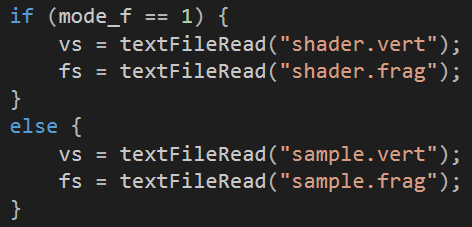 if (mode_f == 1) {
    vs = textFileRead("shader.vert");
    fs = textFileRead("shader.frag");
}
else {
    vs = textFileRead("sample.vert");
    fs = textFileRead("sample.frag");
}